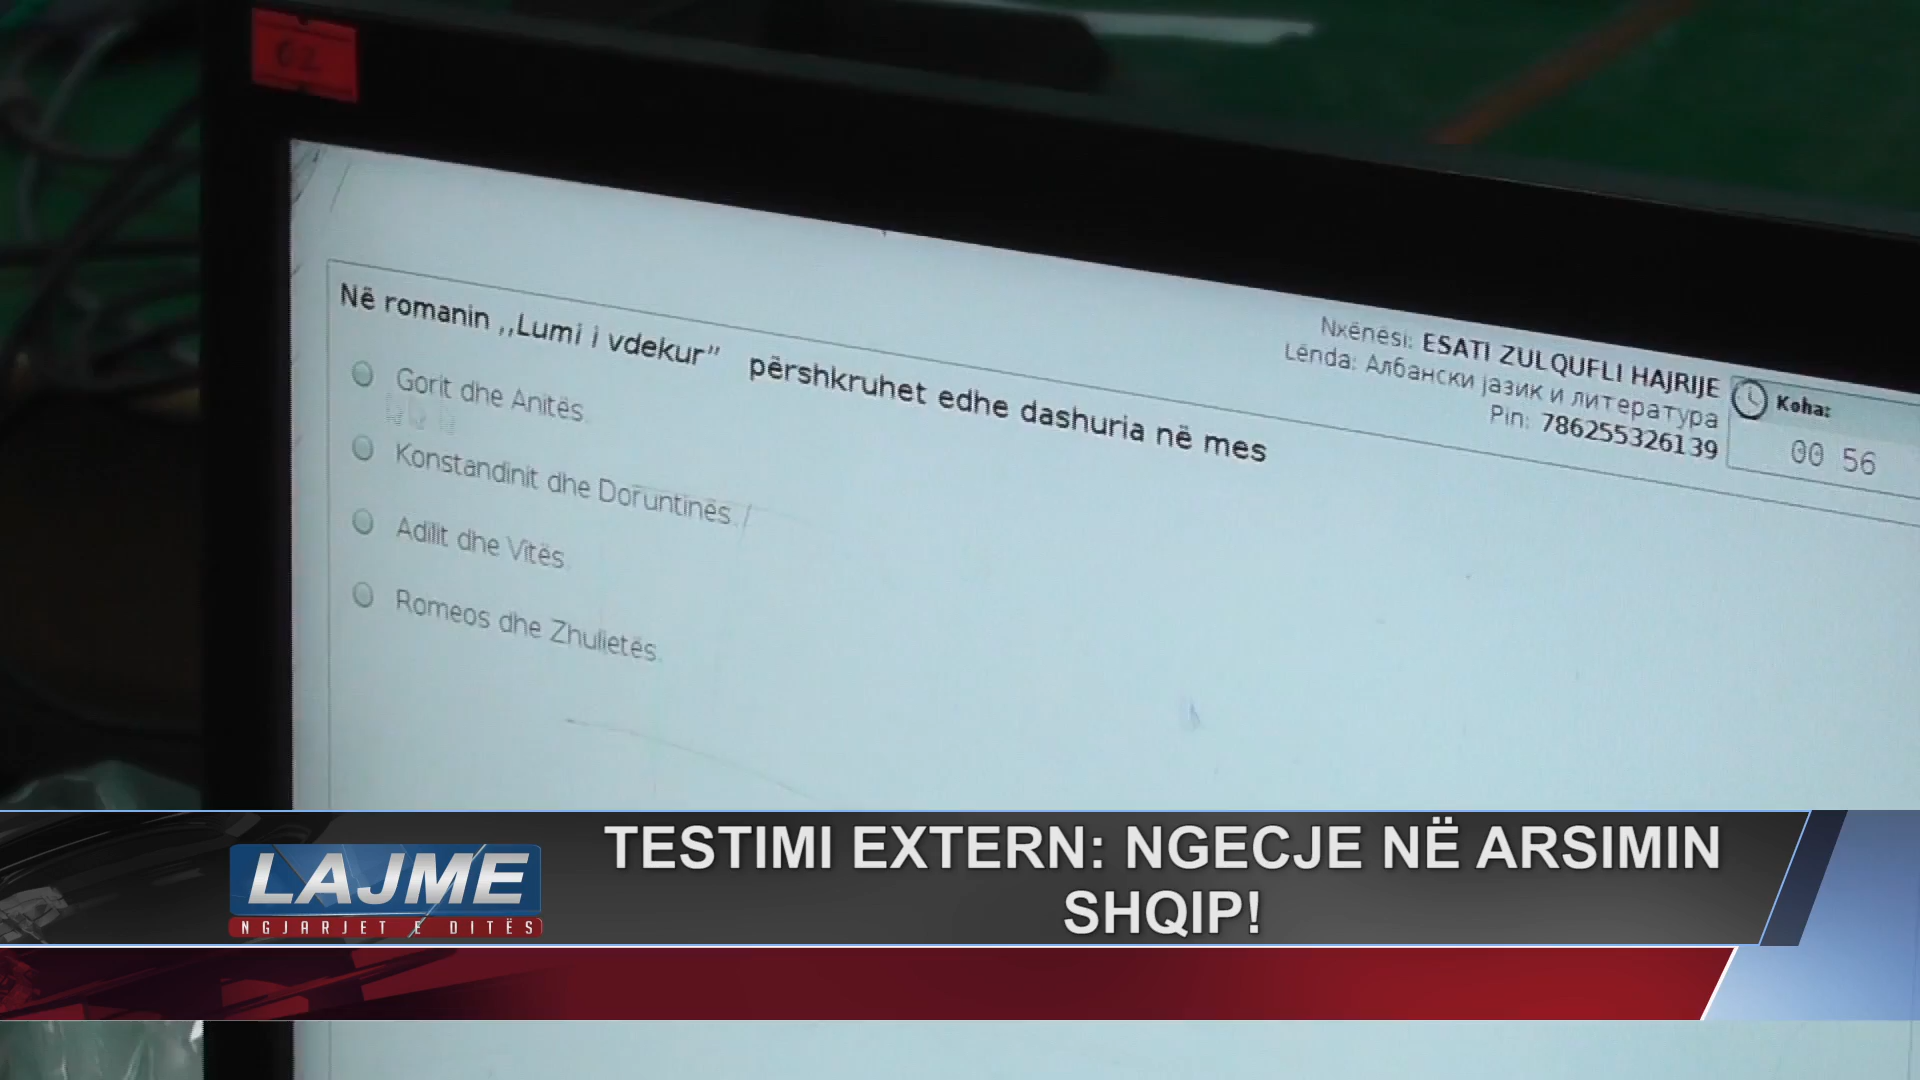 62
Nxënësi: ESATI ZULQUFLI HAJRIJE
Lënda: Албански јазик и литература
Pin: 786255326139
Koha:
00 56
Në romanin ,,Lumi i vdekur” përshkruhet edhe dashuria në mes
Gorit dhe Anitës.
Konstandinit dhe Doruntinës.
Adilit dhe Vitës.
Romeos dhe Zhulietës.
LAJME
NGJARJET E DITËS
TESTIMI EXTERN: NGECJE NË ARSIMIN
SHQIP!